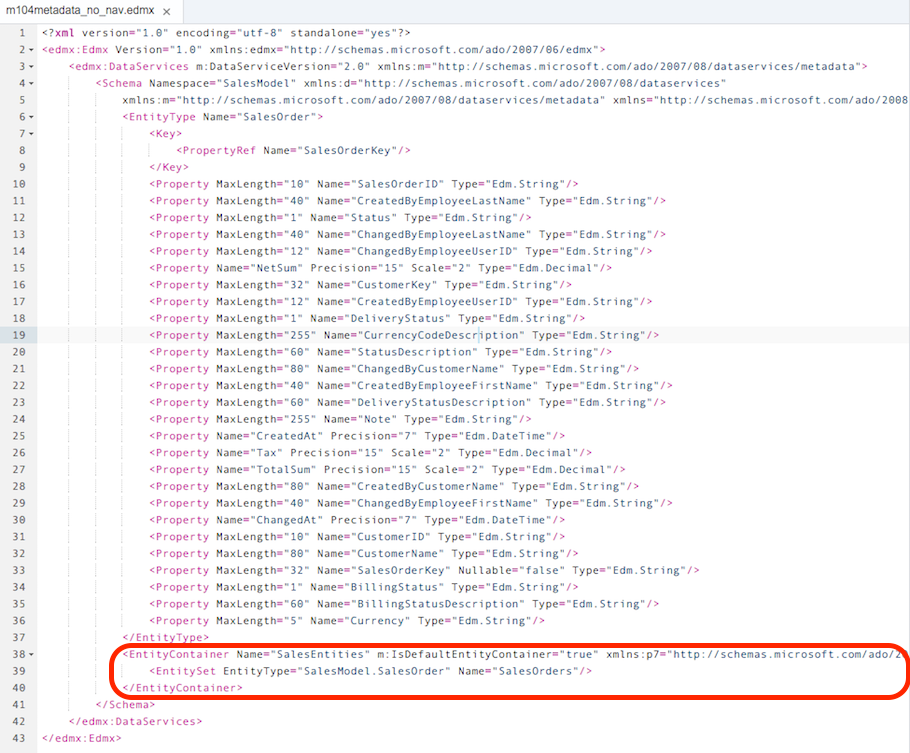 m104metadata_no_nav.edmx ×
1 <?xml version="1.0" encoding="utf-8" standalone="yes"?>
2 <edmx:Edmx Version="1.0" xmlns:edmx="http://schemas.microsoft.com/ado/2007/06/edmx">
3 <edmx:DataServices m:DataServiceVersion="2.0" xmlns:m="http://schemas.microsoft.com/ado/2007/08/dataservices/metadata">
4 <Schema Namespace="SalesModel" xmlns:d="http://schemas.microsoft.com/ado/2007/08/dataservices"
5 xmlns:m="http://schemas.microsoft.com/ado/2007/08/dataservices/metadata" xmlns="http://schemas.microsoft.com/ado/2008
6 <EntityType Name="SalesOrder">
7 <Key>
8 <PropertyRef Name="SalesOrderKey"/>
9 </Key>
10 <Property MaxLength="10" Name="SalesOrderID" Type="Edm.String"/>
11 <Property MaxLength="40" Name="CreatedByEmployeeLastName" Type="Edm.String"/>
12 <Property MaxLength="1" Name="Status" Type="Edm.String"/>
13 <Property MaxLength="40" Name="ChangedByEmployeeLastName" Type="Edm.String"/>
14 <Property MaxLength="12" Name="ChangedByEmployeeUserID" Type="Edm.String"/>
15 <Property Name="NetSum" Precision="15" Scale="2" Type="Edm.Decimal"/>
16 <Property MaxLength="32" Name="CustomerKey" Type="Edm.String"/>
17 <Property MaxLength="12" Name="CreatedByEmployeeUserID" Type="Edm.String"/>
18 <Property MaxLength="1" Name="DeliveryStatus" Type="Edm.String"/>
19 <Property MaxLength="255" Name="CurrencyCodeDescription" Type="Edm.String"/>
20 <Property MaxLength="60" Name="StatusDescription" Type="Edm.String"/>
21 <Property MaxLength="80" Name="ChangedByCustomerName" Type="Edm.String"/>
22 <Property MaxLength="40" Name="CreatedByEmployeeFirstName" Type="Edm.String"/>
23 <Property MaxLength="60" Name="DeliveryStatusDescription" Type="Edm.String"/>
24 <Property MaxLength="255" Name="Note" Type="Edm.String"/>
25 <Property Name="CreatedAt" Precision="7" Type="Edm.DateTime"/>
26 <Property Name="Tax" Precision="15" Scale="2" Type="Edm.Decimal"/>
27 <Property Name="TotalSum" Precision="15" Scale="2" Type="Edm.Decimal"/>
28 <Property MaxLength="80" Name="CreatedByCustomerName" Type="Edm.String"/>
29 <Property MaxLength="40" Name="ChangedByEmployeeFirstName" Type="Edm.String"/>
30 <Property Name="ChangedAt" Precision="7" Type="Edm.DateTime"/>
31 <Property MaxLength="10" Name="CustomerID" Type="Edm.String"/>
32 <Property MaxLength="80" Name="CustomerName" Type="Edm.String"/>
33 <Property MaxLength="32" Name="SalesOrderKey" Nullable="false" Type="Edm.String"/>
34 <Property MaxLength="1" Name="BillingStatus" Type="Edm.String"/>
35 <Property MaxLength="60" Name="BillingStatusDescription" Type="Edm.String"/>
36 <Property MaxLength="5" Name="Currency" Type="Edm.String"/>
37 </EntityType>
38 <EntityContainer Name="SalesEntities" m:IsDefaultEntityContainer="true" xmlns:p7="http://schemas.microsoft.com/ado/2
39 <EntitySet EntityType="SalesModel.SalesOrder" Name="SalesOrders"/>
40 </EntityContainer>
41 </Schema>
42 </edmx:DataServices>
43 </edmx:Edmx>